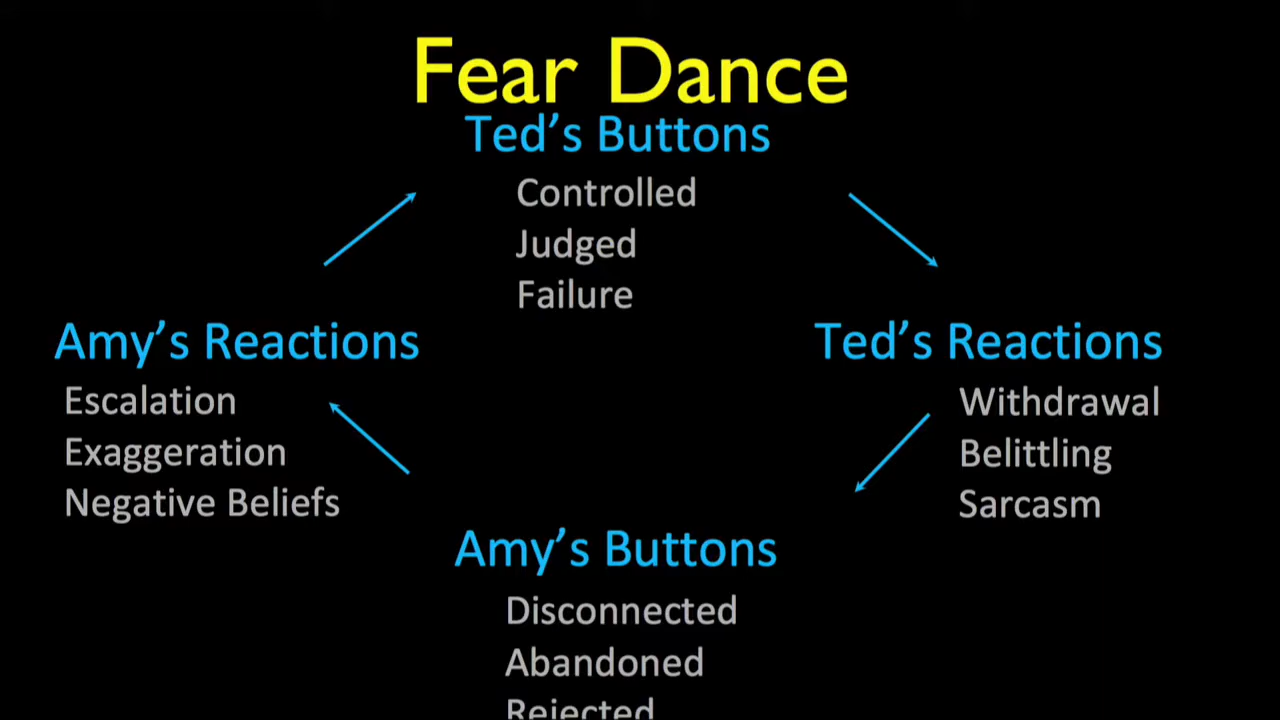 Fear Dance
Ted's Buttons
Controlled
Judged
Failure
Amy's Reactions
Escalation
Exaggeration
Negative Beliefs
Ted's Reactions
Withdrawal
Belittling
Sarcasm
Amy's Buttons
Disconnected
Abandoned
Rejected